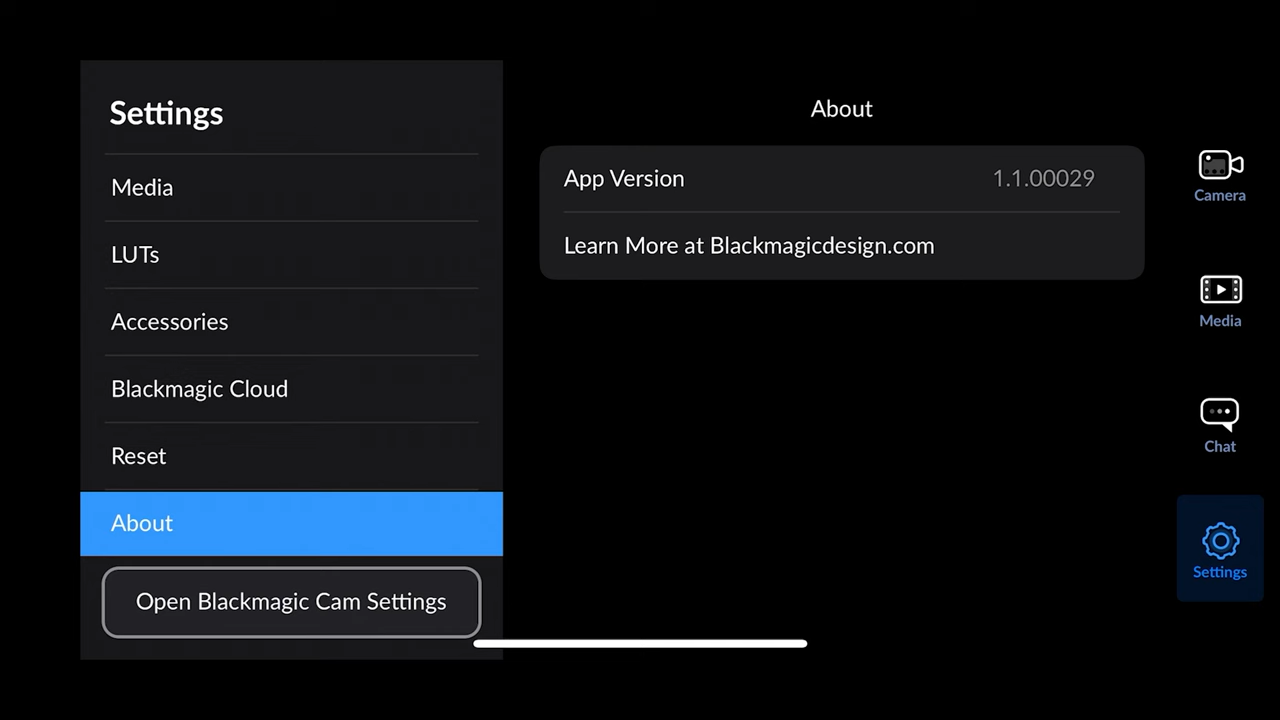 Settings
Media
LUTs
Accessories
Blackmagic Cloud
Reset
About
Open Blackmagic Cam Settings
About
App Version 1.1.00029
Learn More at Blackmagicdesign.com
Camera
Media
Chat
Settings